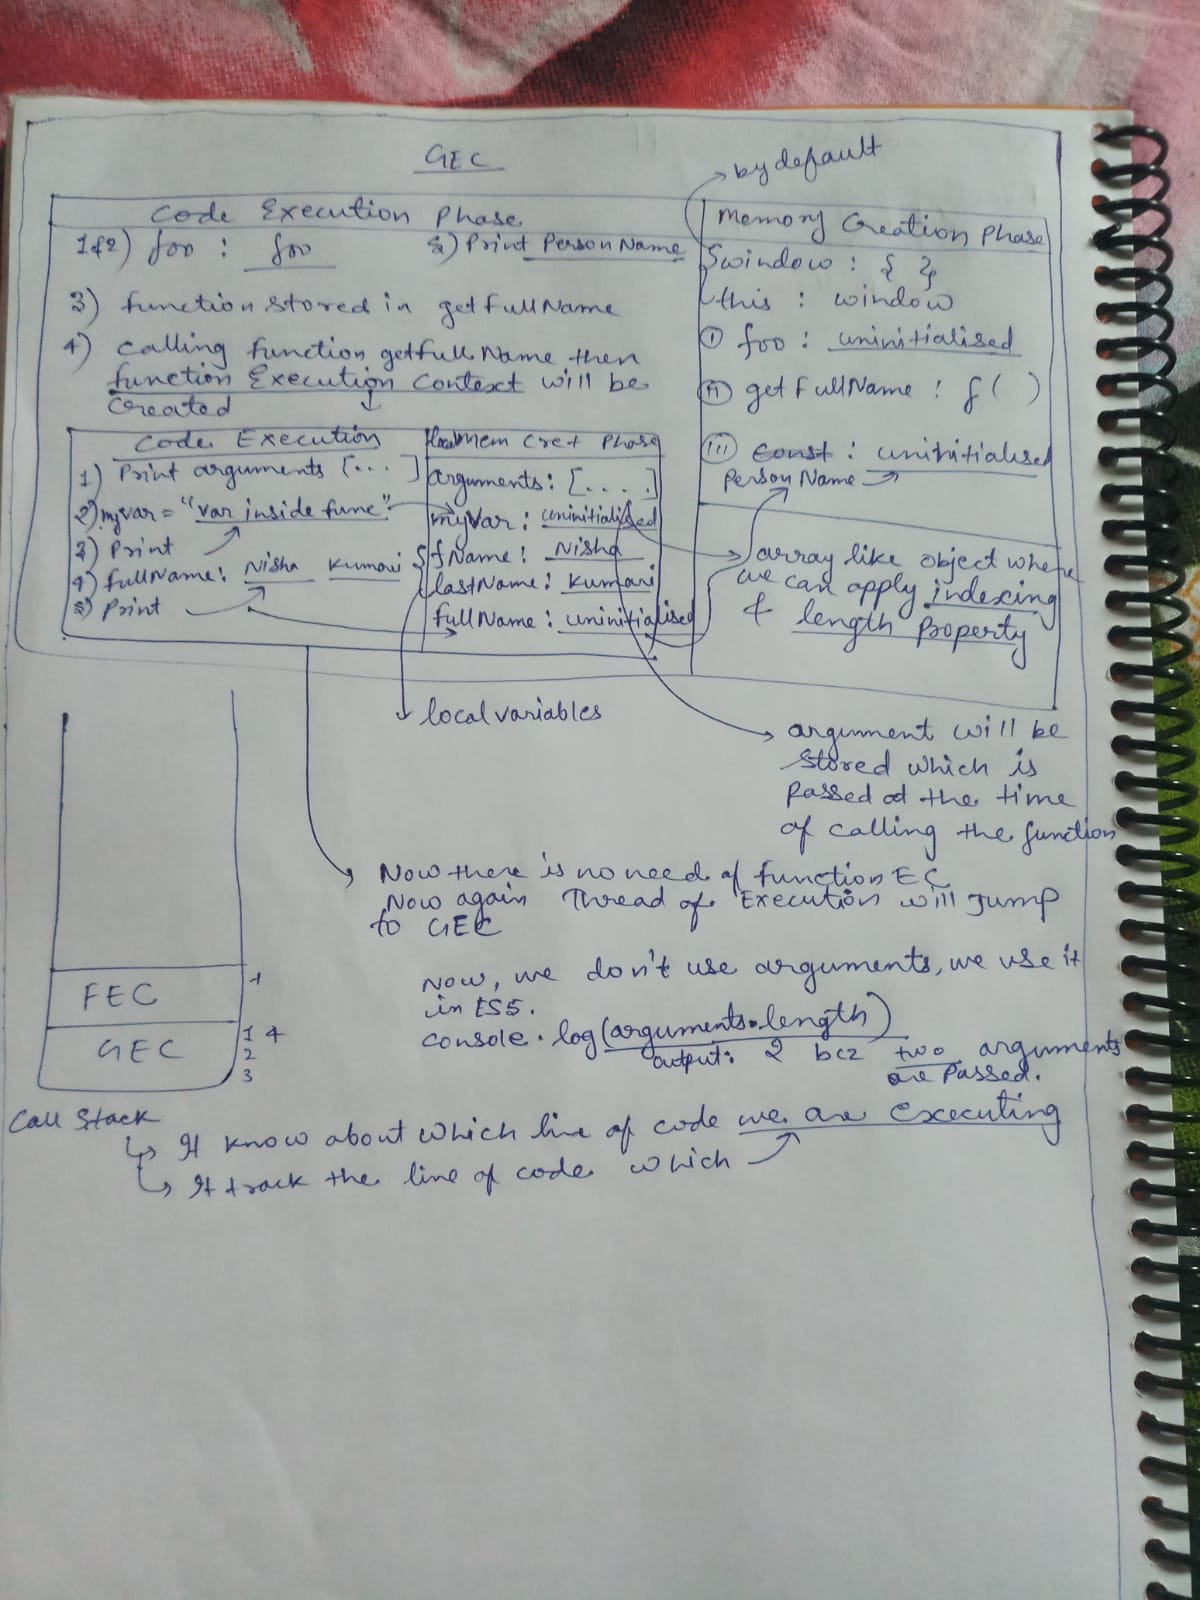 GEC
by default
Code Execution Phase
1&2) foo : foo
5) Print PersonName
3) function stored in getFullName
4) Calling function getFullName then
function Execution Context will be
Created
Memory Creation Phase
window : { }
this : window
(i) foo : uninitialised
(ii) getFullName : f( )
(iii) Const : uninitialised
PersonName
Code Execution
1) Print arguments [... ]
2) myvar = "var inside func"
3) Print
4) fullName : Nisha Kumari
5) Print
local Mem Cret Phase
arguments : [....]
myVar : uninitialised
fName : Nisha
lastName : Kumari
fullName : uninitialised
array like object where
we can apply indexing
& length property
local variables
argument will be
stored which is
passed at the time
of calling the function
Now there is no need of function EC
Now again Thread of Execution will Jump
to GEC
Now, we don't use arguments, we use it
in ES5.
console.log(arguments.length)
output: 2 bcz two arguments
are Passed.
FEC
GEC
1 4
2
3
Call Stack
↳ It know about which line of code we are executing
↳ It track the line of code which